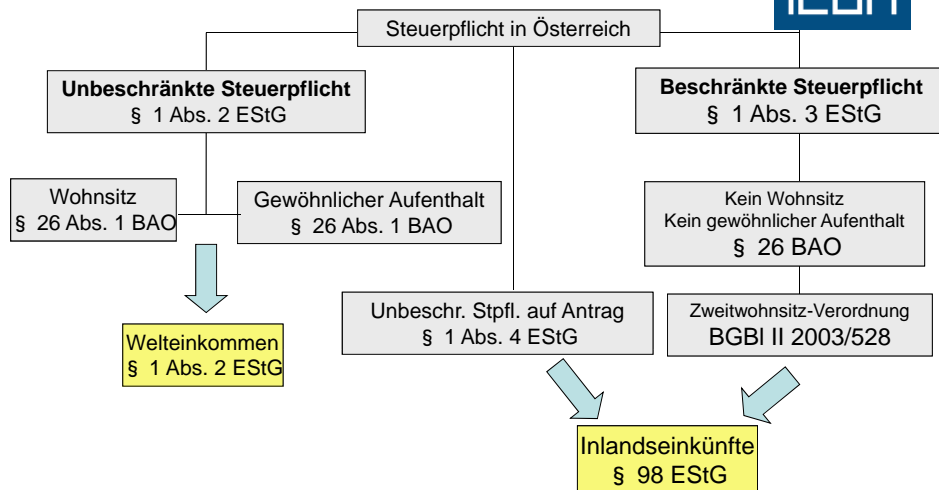 Steuerpflicht in Österreich
Unbeschränkte Steuerpflicht
§ 1 Abs. 2 EStG
Beschränkte Steuerpflicht
§ 1 Abs. 3 EStG
Wohnsitz
§ 26 Abs. 1 BAO
Gewöhnlicher Aufenthalt
§ 26 Abs. 1 BAO
Kein Wohnsitz
Kein gewöhnlicher Aufenthalt
§ 26 BAO
Unbeschr. Stpfl. auf Antrag
§ 1 Abs. 4 EStG
Zweitwohnsitz-Verordnung
BGBl II 2003/528
Welteinkommen
§ 1 Abs. 2 EStG
Inlandseinkünfte
§ 98 EStG